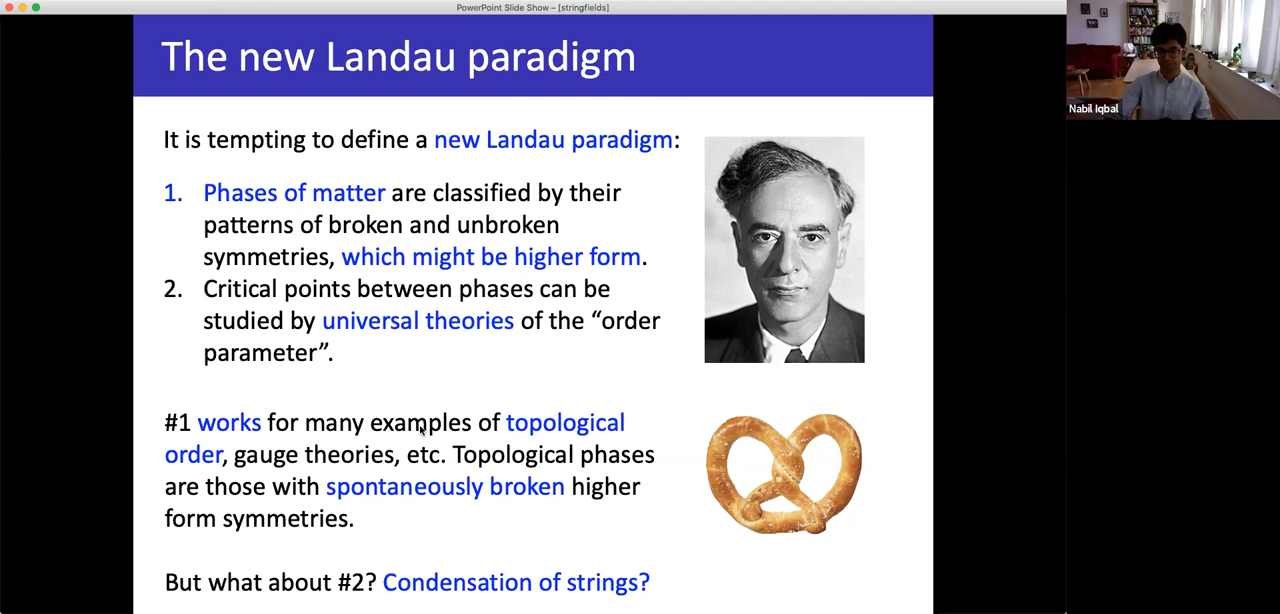 PowerPoint Slide Show – [stringfields]
The new Landau paradigm
Nabil Iqbal
It is tempting to define a new Landau paradigm:
1. Phases of matter are classified by their
patterns of broken and unbroken
symmetries, which might be higher form.
2. Critical points between phases can be
studied by universal theories of the “order
parameter”.
#1 works for many examples of topological
order, gauge theories, etc. Topological phases
are those with spontaneously broken higher
form symmetries.
But what about #2? Condensation of strings?